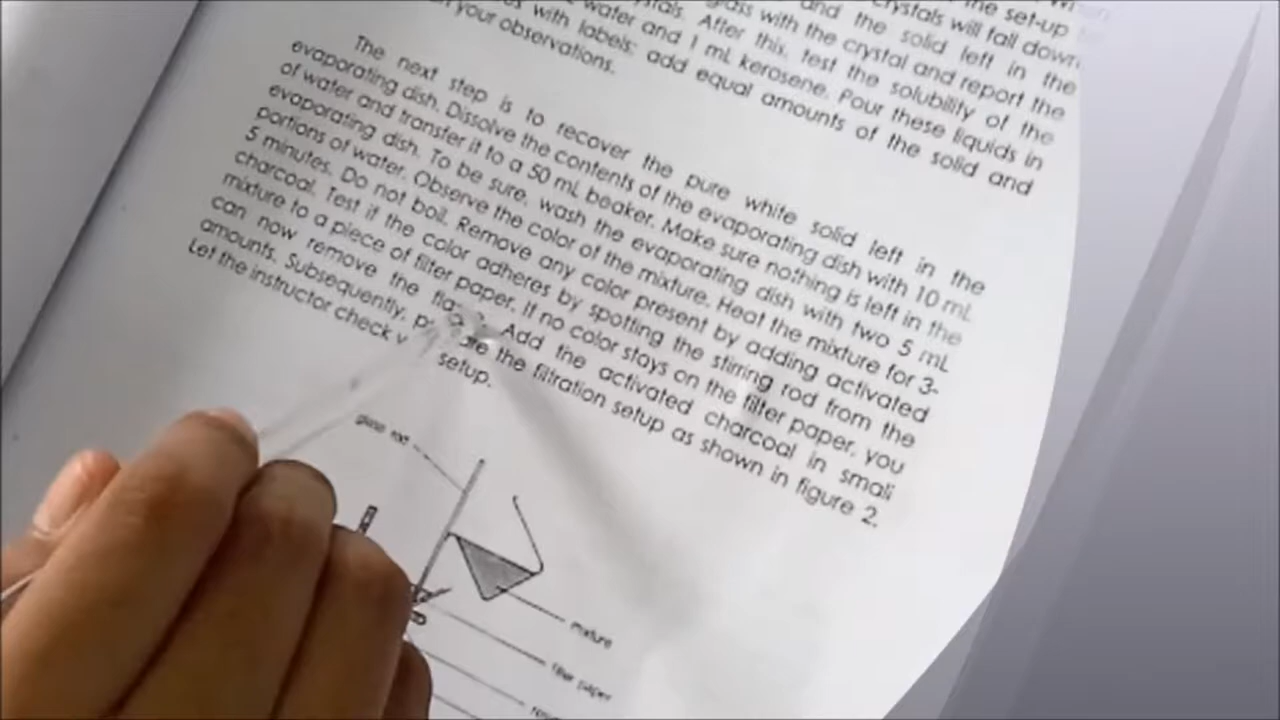 the set-up
crystals will fall down
and the solid left in the
glass with the crystal and report the
crystals. After this, test the solubility of the
water and 1 mL kerosene. Pour these liquids in
with labels; add equal amounts of the solid and
your observations.
The next step is to recover the pure white solid left in the
evaporating dish. Dissolve the contents of the evaporating dish with 10 mL
of water and transfer it to a 50 mL beaker. Make sure nothing is left in the
evaporating dish. To be sure, wash the evaporating dish with two 5 mL
portions of water. Observe the color of the mixture. Heat the mixture for 3-
5 minutes. Do not boil. Remove any color present by adding activated
charcoal. Test if the color adheres by spotting the stirring rod from the
mixture to a piece of filter paper. If no color stays on the filter paper, you
can now remove the Add the activated charcoal in small
amounts. Subsequently, the filtration setup as shown in figure 2.
Let the instructor check setup.
glass rod
mixture
filter paper